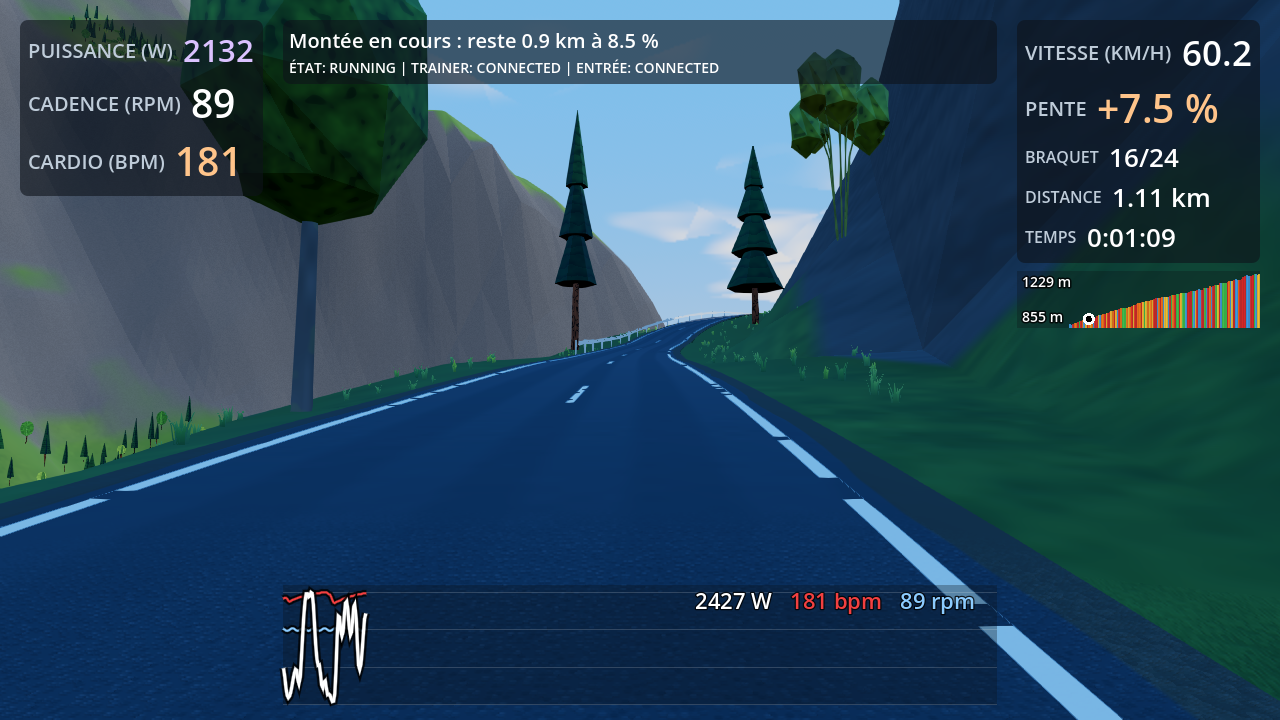 PUISSANCE (W) 2132
CADENCE (RPM) 89
CARDIO (BPM) 181
Montée en cours : reste 0.9 km à 8.5 %
ÉTAT: RUNNING | TRAINER: CONNECTED | ENTRÉE: CONNECTED
VITESSE (KM/H) 60.2
PENTE +7.5 %
BRAQUET 16/24
DISTANCE 1.11 km
TEMPS 0:01:09
1229 m
855 m
2427 W 181 bpm 89 rpm